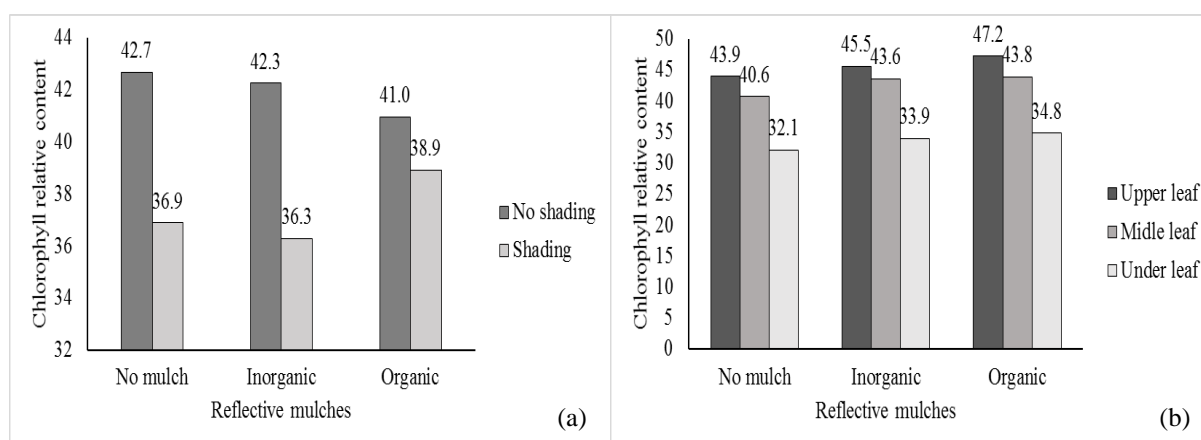 44
42
40
38
36
34
32
Chlorophyll relative content
42.7
36.9
42.3
36.3
41.0
38.9
No mulch
Inorganic
Organic
Reflective mulches
No shading
Shading
(a)
50
45
40
35
30
25
20
15
10
5
0
Chlorophyll relative content
43.9
40.6
32.1
45.5
43.6
33.9
47.2
43.8
34.8
No mulch
Inorganic
Organic
Reflective mulches
Upper leaf
Midle leaf
Under leaf
(b)